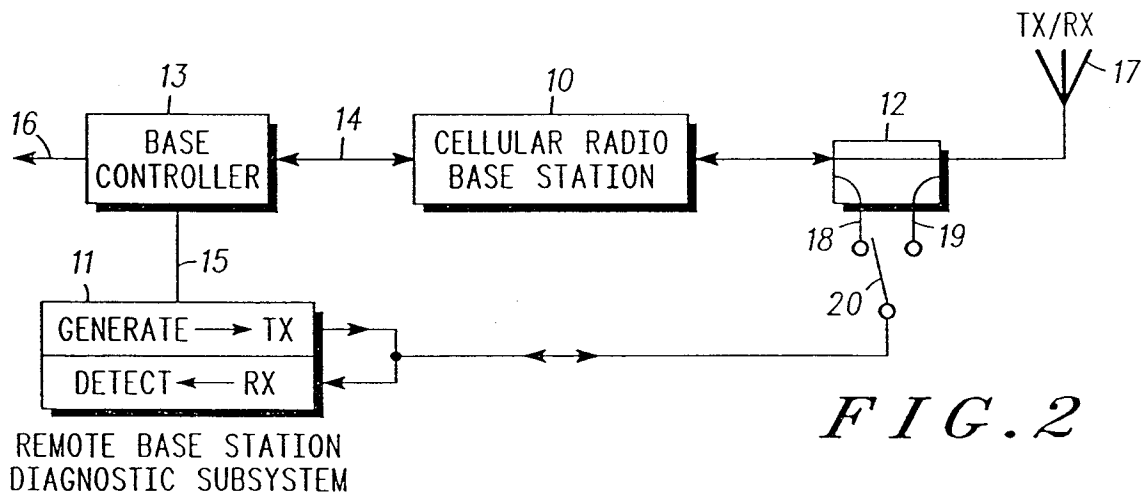 TX/RX
17
13
10
12
16
14
BASE
CONTROLLER
CELLULAR RADIO
BASE STATION
18
19
15
11
20
GENERATE → TX
DETECT ← RX
FIG.2
REMOTE BASE STATION
DIAGNOSTIC SUBSYSTEM